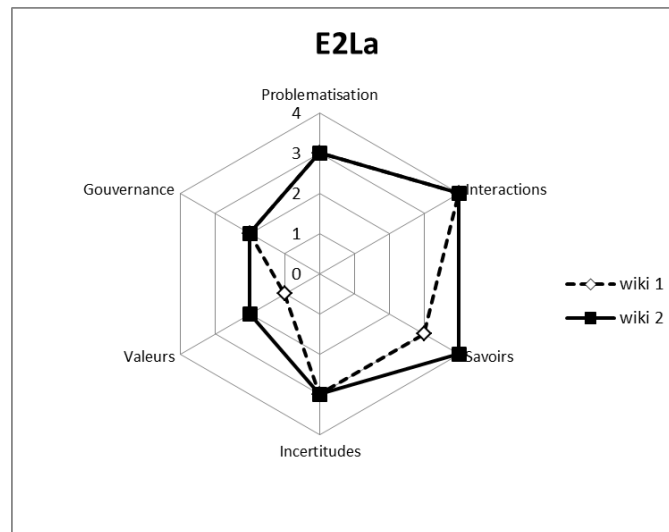 E2La
Problematisation
4
3
2
1
0
Interactions
Gouvernance
wiki 1
wiki 2
Valeurs
Savoirs
Incertitudes